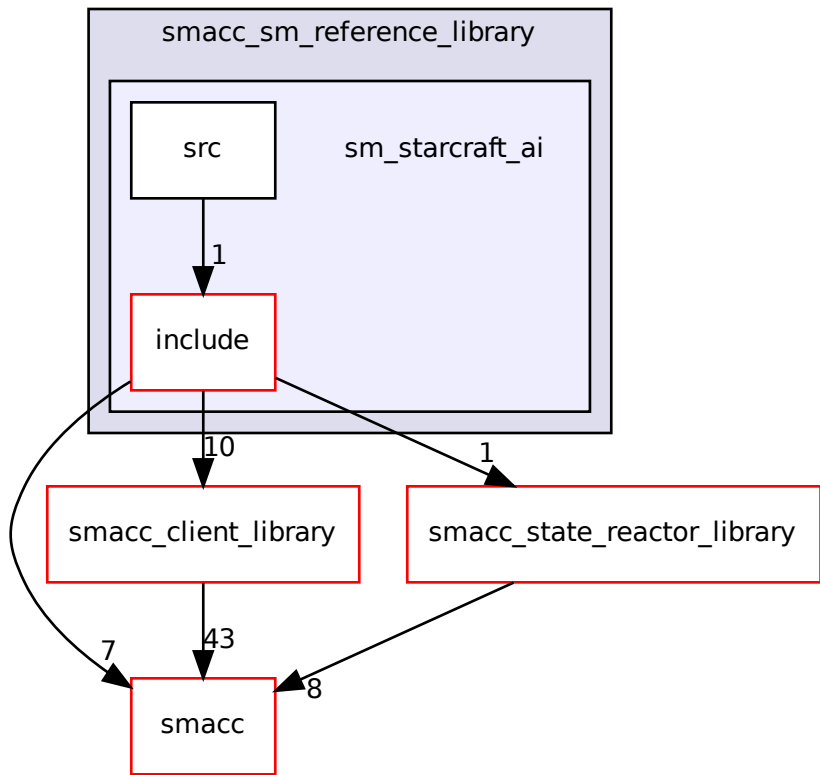 smacc_sm_reference_library
src
sm_starcraft_ai
1
include
10
1
smacc_client_library
smacc_state_reactor_library
7
43
8
smacc